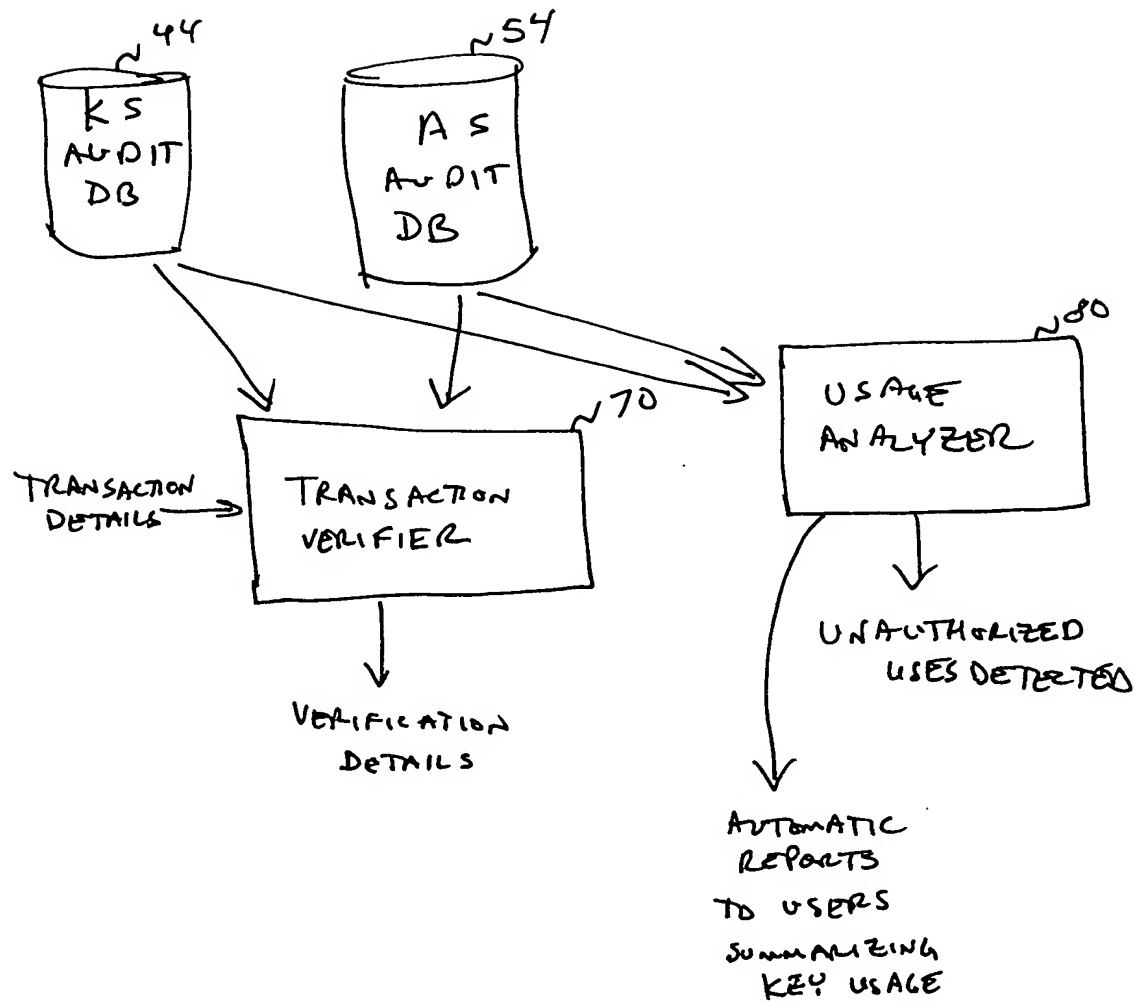 44
KS
AUDIT
DB
54
AS
AUDIT
DB
80
USAGE
ANALYZER
70
TRANSACTION
DETAILS
TRANSACTION
VERIFIER
VERIFICATION
DETAILS
UNAUTHORIZED
USES DETECTED
AUTOMATIC
REPORTS
TO USERS
SUMMARIZING
KEY USAGE